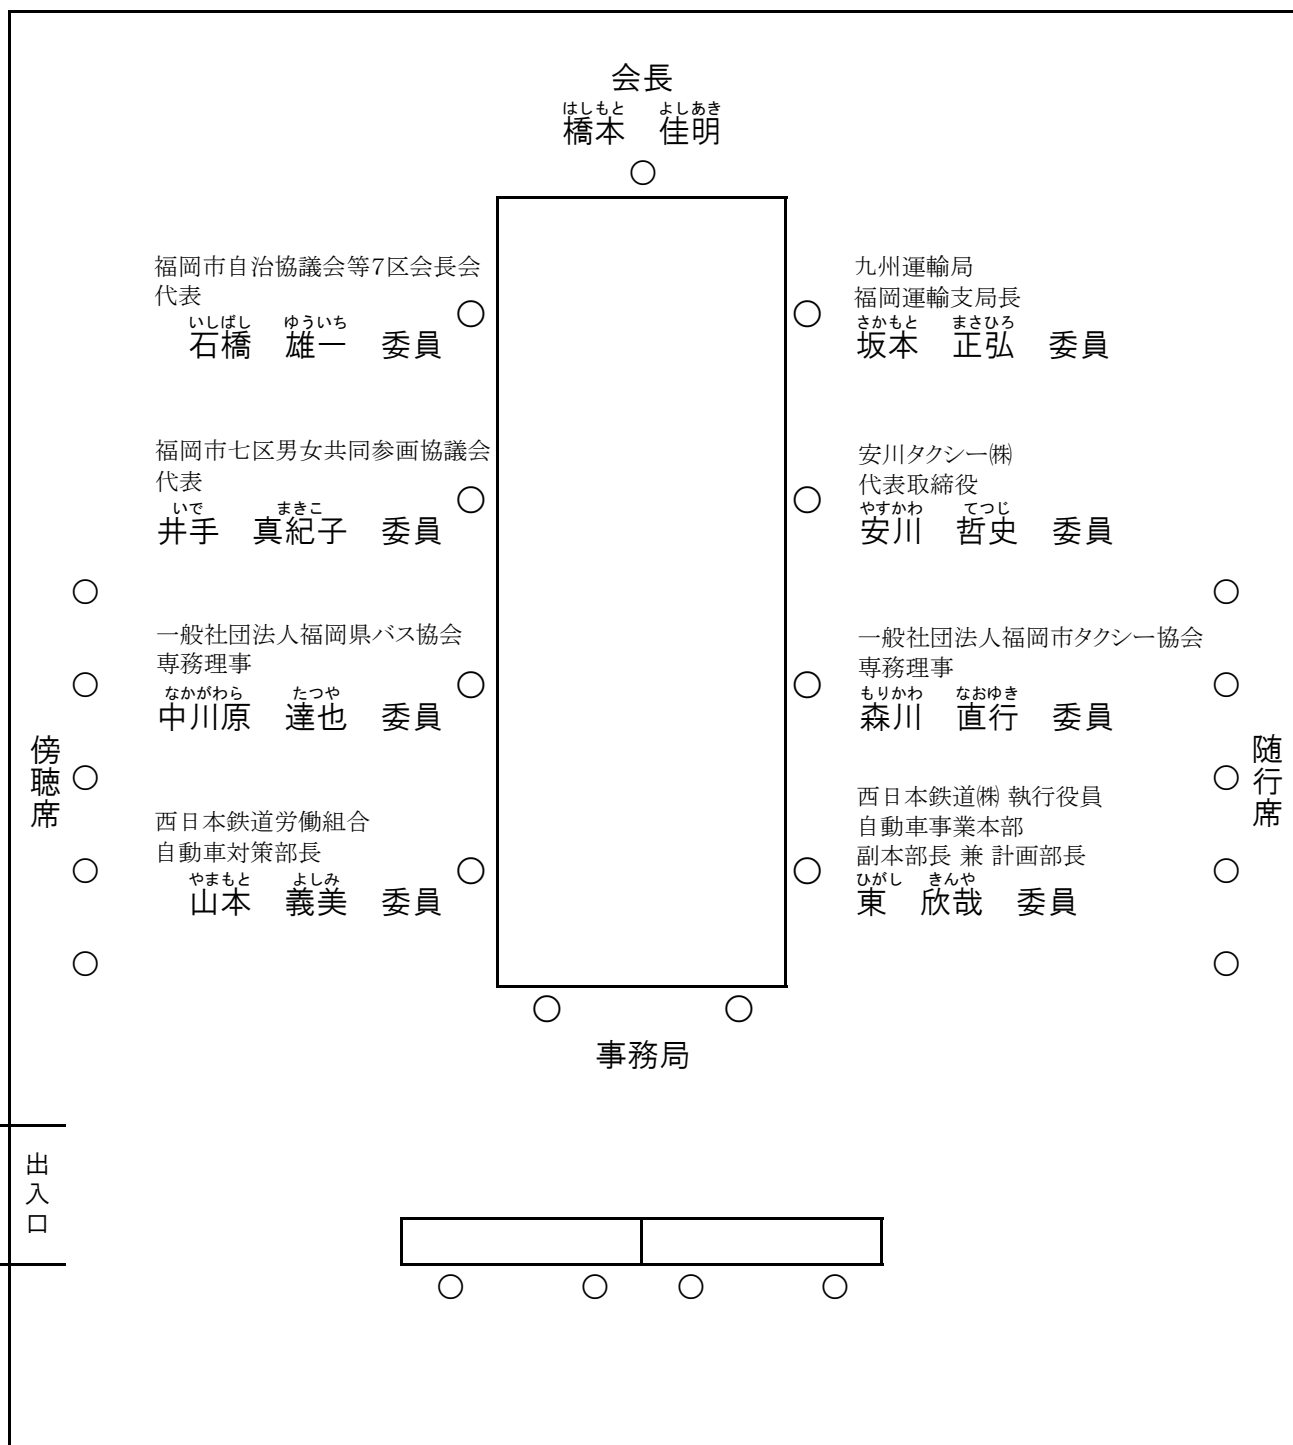 会長
はしもと よしあき
橋本 佳明
福岡市自治協議会等7区会長会
代表
いしばし ゆういち
石橋 雄一 委員
福岡市七区男女共同参画協議会
代表
いで まきこ
井手 真紀子 委員
一般社団法人福岡県バス協会
専務理事
なかがわら たつや
中川原 達也 委員
西日本鉄道労働組合
自動車対策部長
やまもと よしみ
山本 義美 委員
九州運輸局
福岡運輸支局長
さかもと まさひろ
坂本 正弘 委員
安川タクシー㈱
代表取締役
やすかわ てつじ
安川 哲史 委員
一般社団法人福岡市タクシー協会
専務理事
もりかわ なおゆき
森川 直行 委員
西日本鉄道㈱ 執行役員
自動車事業本部
副本部長 兼 計画部長
ひがし きんや
東 欣哉 委員
傍聴席
随行席
事務局
出入口